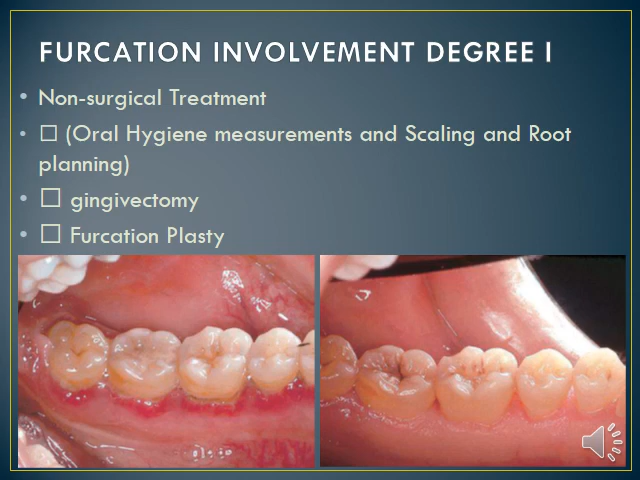 FURCATION INVOLVEMENT DEGREE I
• Non-surgical Treatment
• □ (Oral Hygiene measurements and Scaling and Root
planning)
• □ gingivectomy
• □ Furcation Plasty